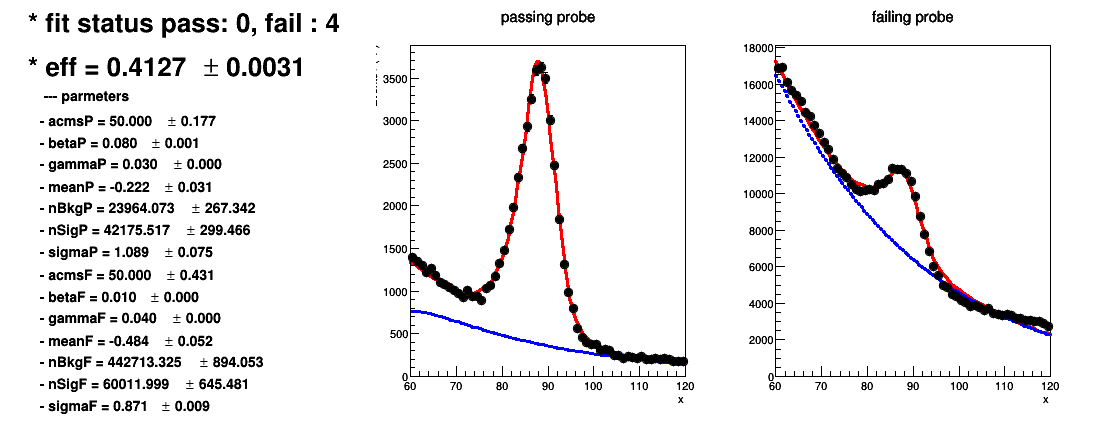 * fit status pass: 0, fail : 4
* eff = 0.4127 ± 0.0031
--- parmeters
- acmsP = 50.000 ± 0.177
- betaP = 0.080 ± 0.001
- gammaP = 0.030 ± 0.000
- meanP = -0.222 ± 0.031
- nBkgP = 23964.073 ± 267.342
- nSigP = 42175.517 ± 299.466
- sigmaP = 1.089 ± 0.075
- acmsF = 50.000 ± 0.431
- betaF = 0.010 ± 0.000
- gammaF = 0.040 ± 0.000
- meanF = -0.484 ± 0.052
- nBkgF = 442713.325 ± 894.053
- nSigF = 60011.999 ± 645.481
- sigmaF = 0.871 ± 0.009
passing probe
3500
3000
2500
2000
1500
1000
500
0
60 70 80 90 100 110 120
x
failing probe
18000
16000
14000
12000
10000
8000
6000
4000
2000
0
60 70 80 90 100 110 120
x